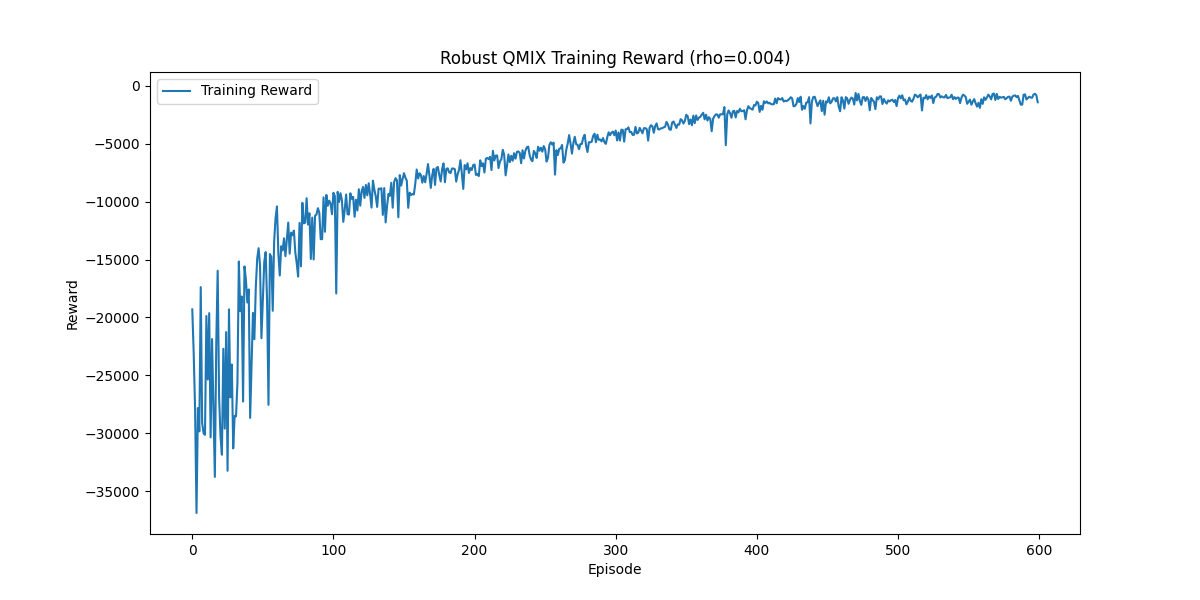 Robust QMIX Training Reward (rho=0.004)
Training Reward
Reward
0
−5000
−10000
−15000
−20000
−25000
−30000
−35000
0 100 200 300 400 500 600
Episode